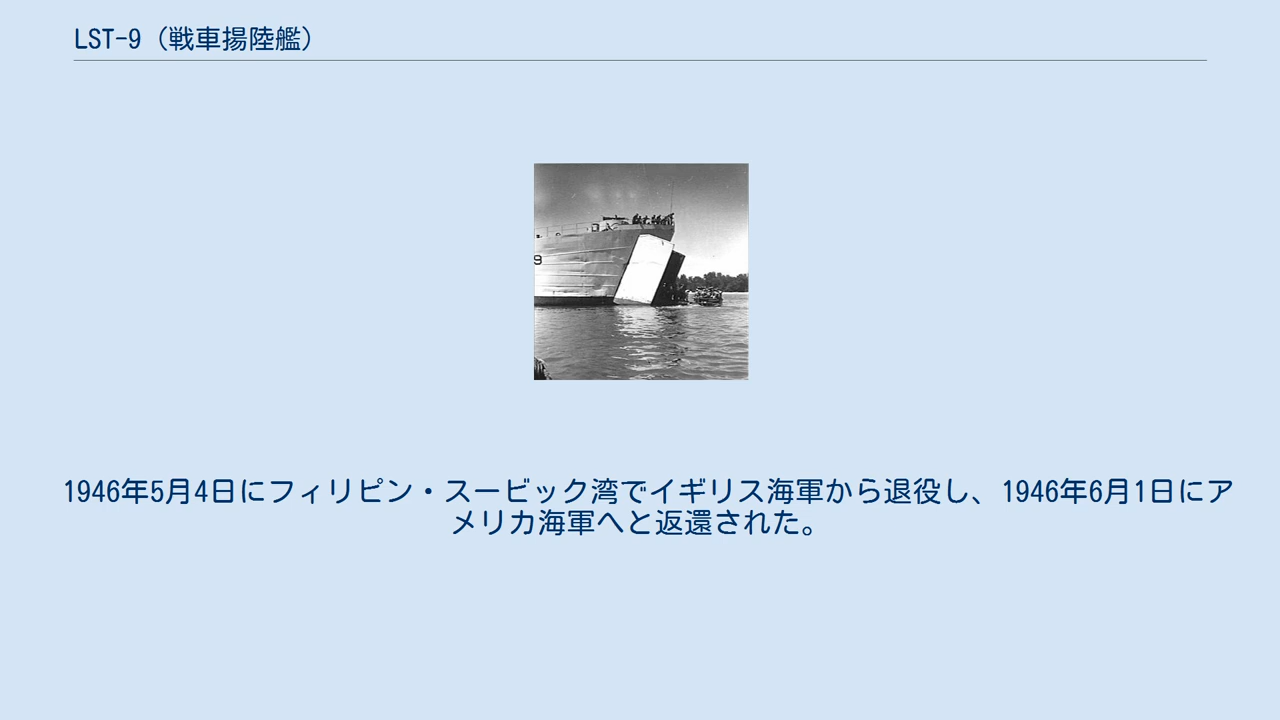 LST-9（戦車揚陸艦）
9
1946年5月4日にフィリピン・スービック湾でイギリス海軍から退役し、1946年6月1日にア
メリカ海軍へと返還された。